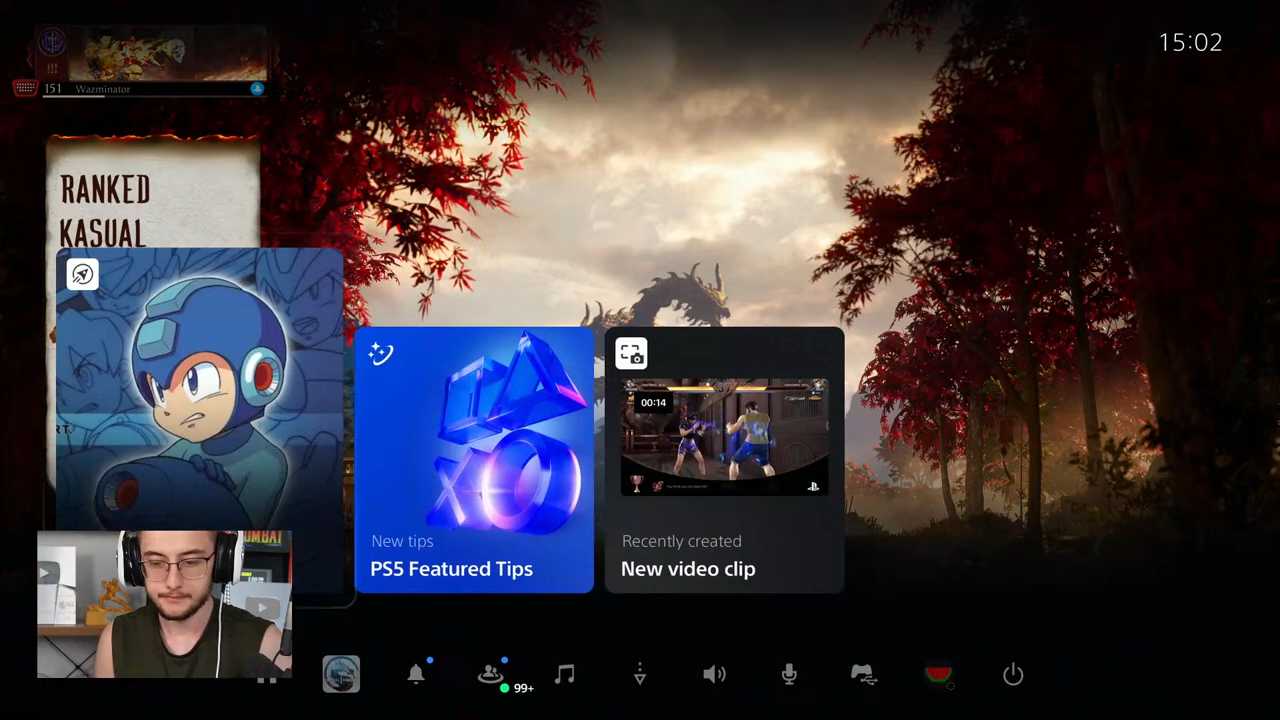 15:02
151 Wazminator
RANKED
KASUAL
RT
00:14
New tips
PS5 Featured Tips
Recently created
New video clip
99+